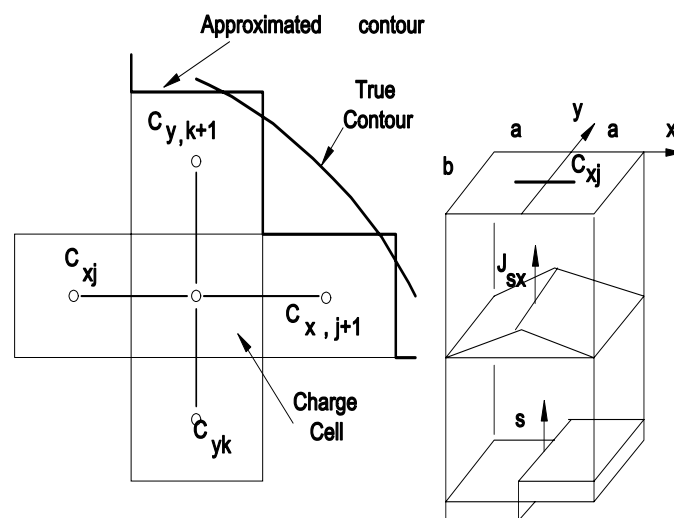 Approximated contour
True
Contour
C y, k+1
C xj
C x , j+1
Charge
Cell
C yk
y
a a x
b
C xj
J sx
s